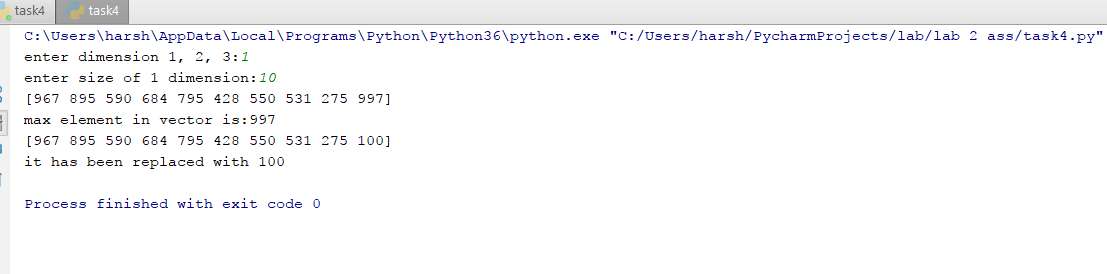 task4 task4
C:\Users\harsh\AppData\Local\Programs\Python\Python36\python.exe "C:/Users/harsh/PycharmProjects/lab/lab 2 ass/task4.py"
enter dimension 1, 2, 3:1
enter size of 1 dimension:10
[967 895 590 684 795 428 550 531 275 997]
max element in vector is:997
[967 895 590 684 795 428 550 531 275 100]
it has been replaced with 100
Process finished with exit code 0